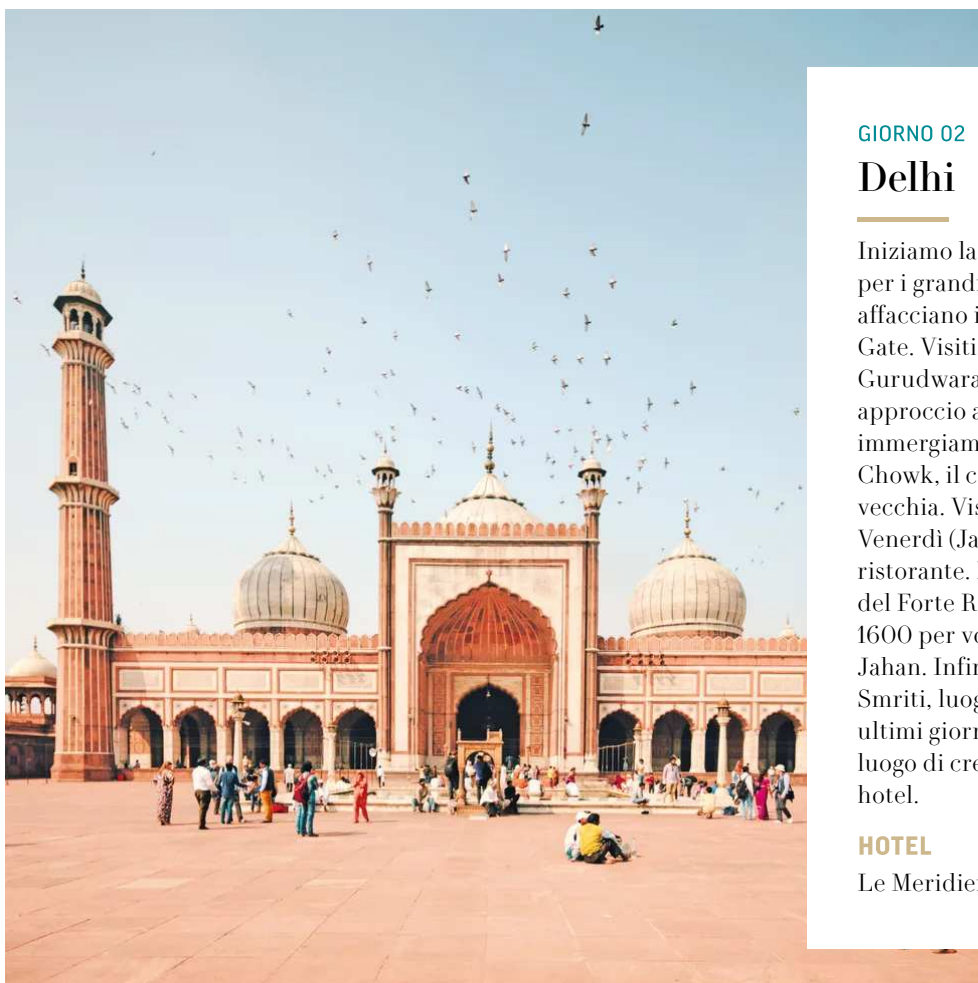 GIORNO 02
Delhi
Iniziamo la
per i grandi
affacciano i
Gate. Visiti
Gurudwara
approccio a
immergiam
Chowk, il c
vecchia. Vis
Venerdì (Ja
ristorante.
del Forte R
1600 per vo
Jahan. Infin
Smriti, luog
ultimi giorn
luogo di cre
hotel.
HOTEL
Le Meridie